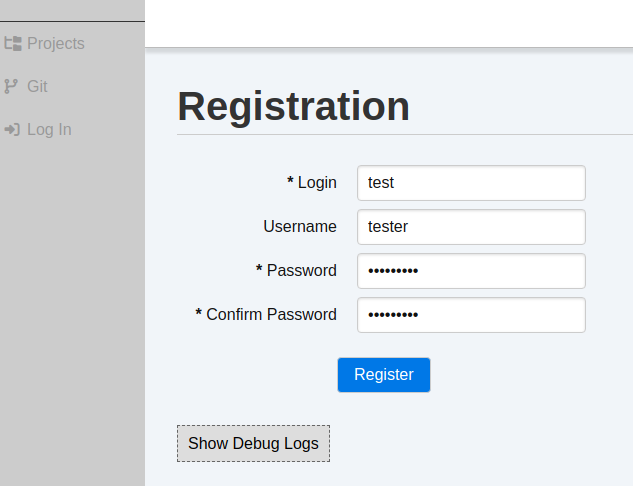 Projects
Git
Log In
Registration
* Login test
Username tester
* Password •••••••••
* Confirm Password •••••••••
Register
Show Debug Logs